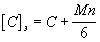 [C]ₛ = C + Mn/6